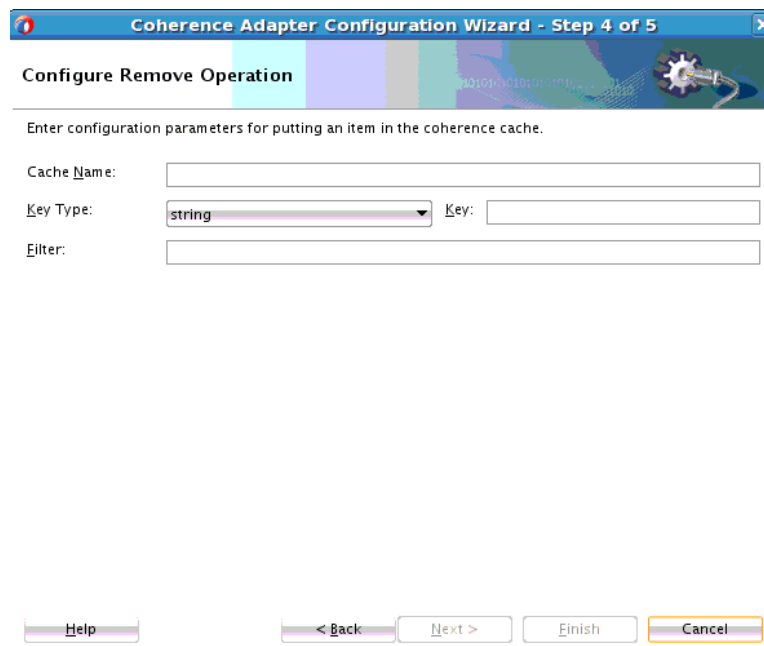 Coherence Adapter Configuration Wizard - Step 4 of 5
Configure Remove Operation
Enter configuration parameters for putting an item in the coherence cache.
Cache Name:
Key Type: string Key:
Filter:
Help < Back Next > Finish Cancel